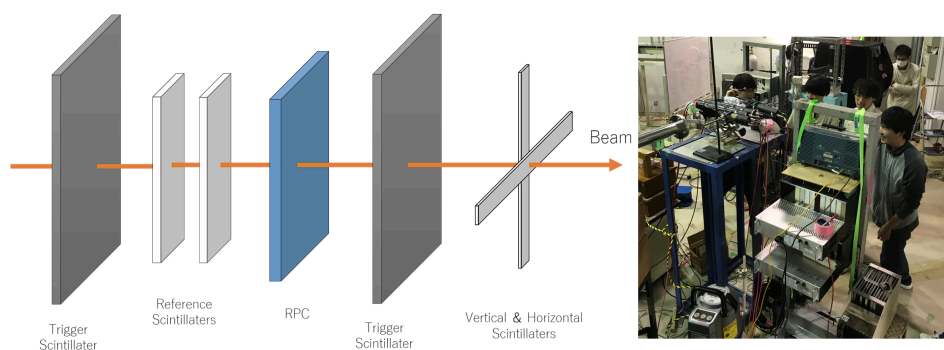 Beam
Reference
Scintillaters
RPC
Vertical & Horizontal
Scintillaters
Trigger
Scintillater
Trigger
Scintillater